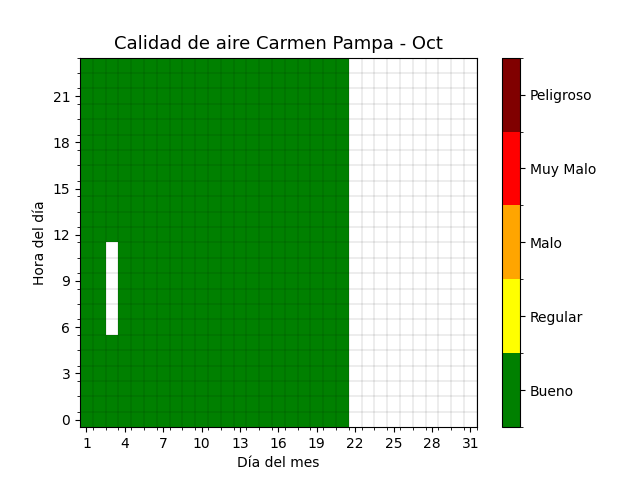 Calidad de aire Carmen Pampa - Oct
Hora del día
21
18
15
12
9
6
3
0
1 4 7 10 13 16 19 22 25 28 31
Día del mes
Peligroso
Muy Malo
Malo
Regular
Bueno